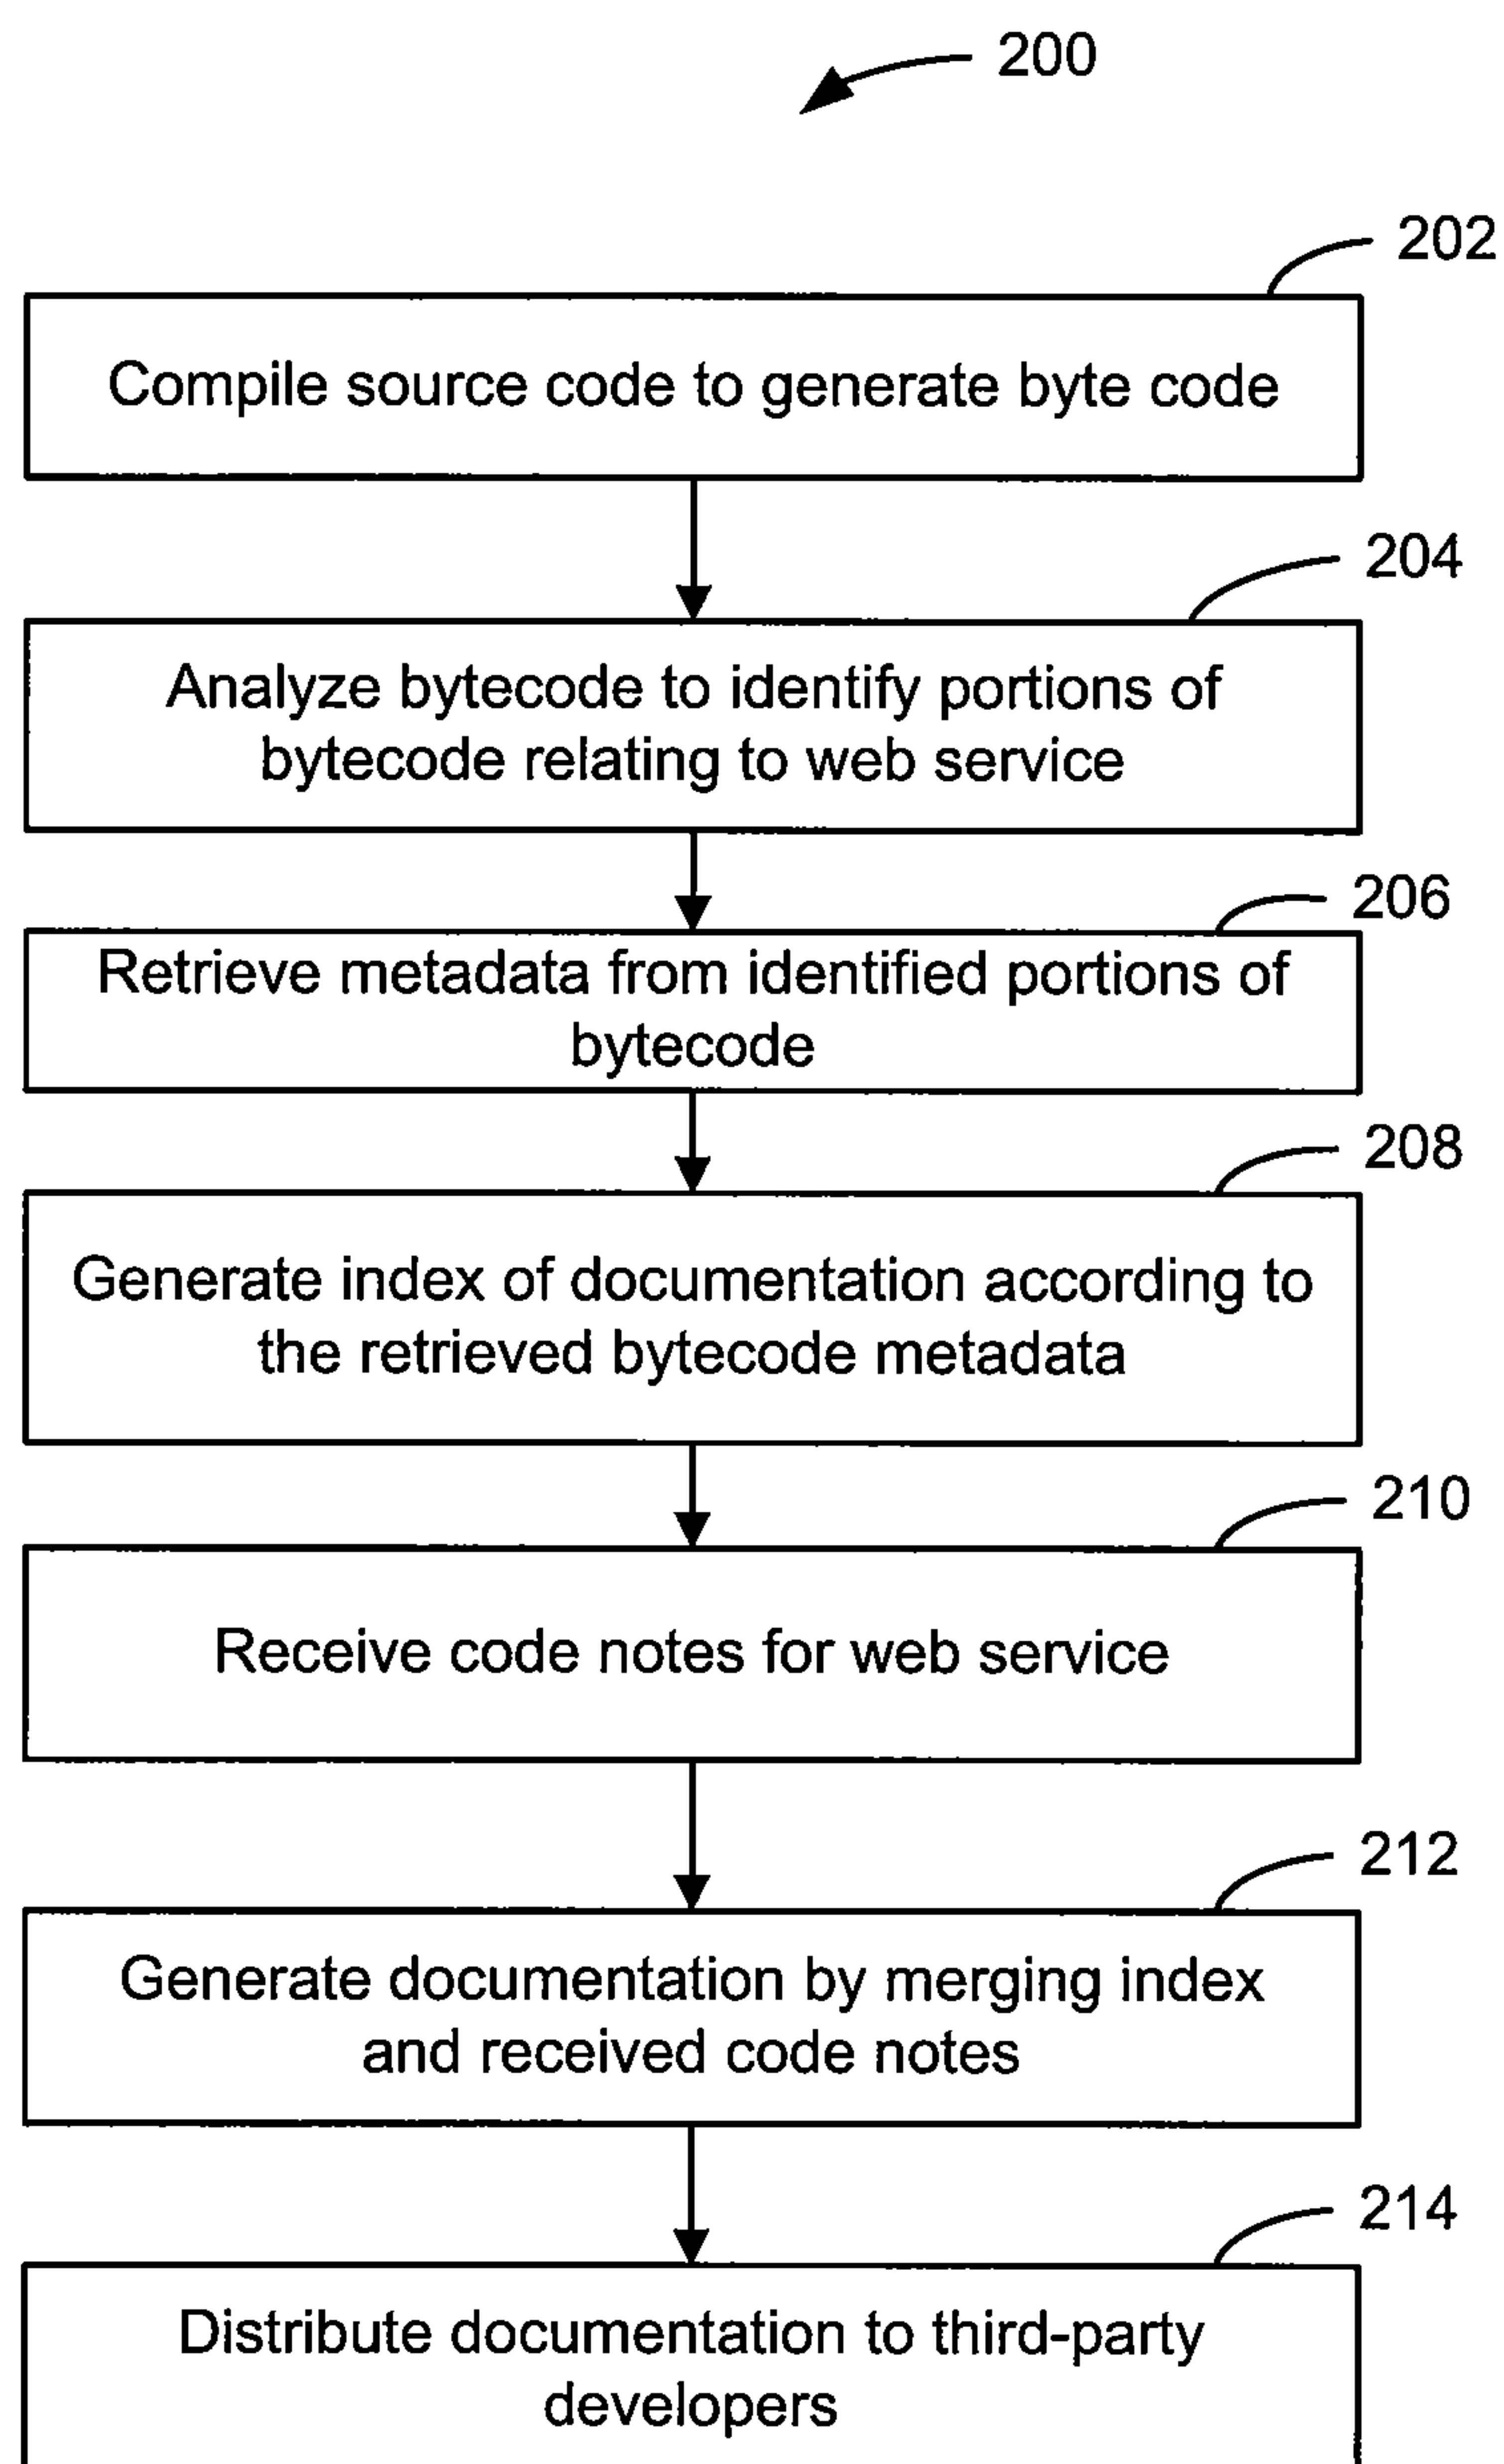 200
202
Compile source code to generate byte code
204
Analyze bytecode to identify portions of
bytecode relating to web service
206
Retrieve metadata from identified portions of
bytecode
208
Generate index of documentation according to
the retrieved bytecode metadata
210
Receive code notes for web service
212
Generate documentation by merging index
and received code notes
214
Distribute documentation to third-party
developers